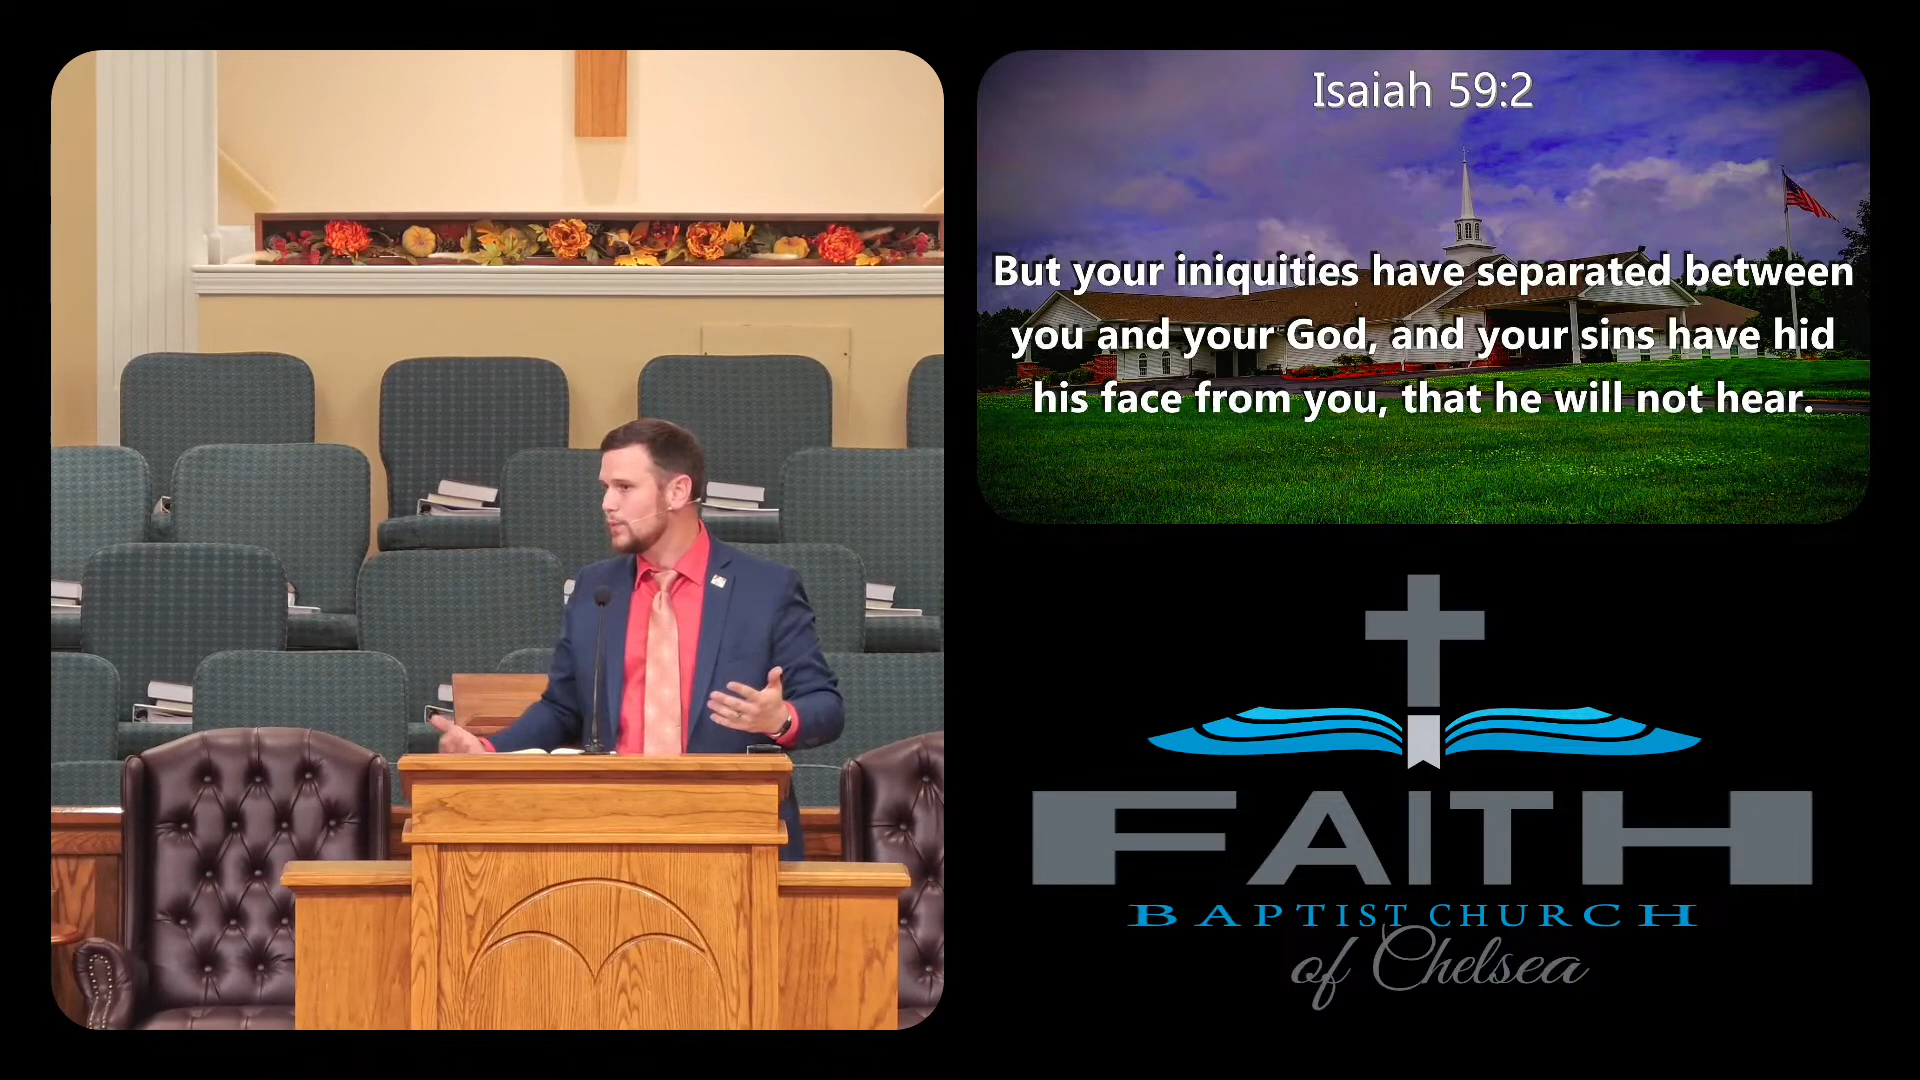 Isaiah 59:2
But your iniquities have separated between
you and your God, and your sins have hid
his face from you, that he will not hear.
FAITH
BAPTIST CHURCH
of Chelsea